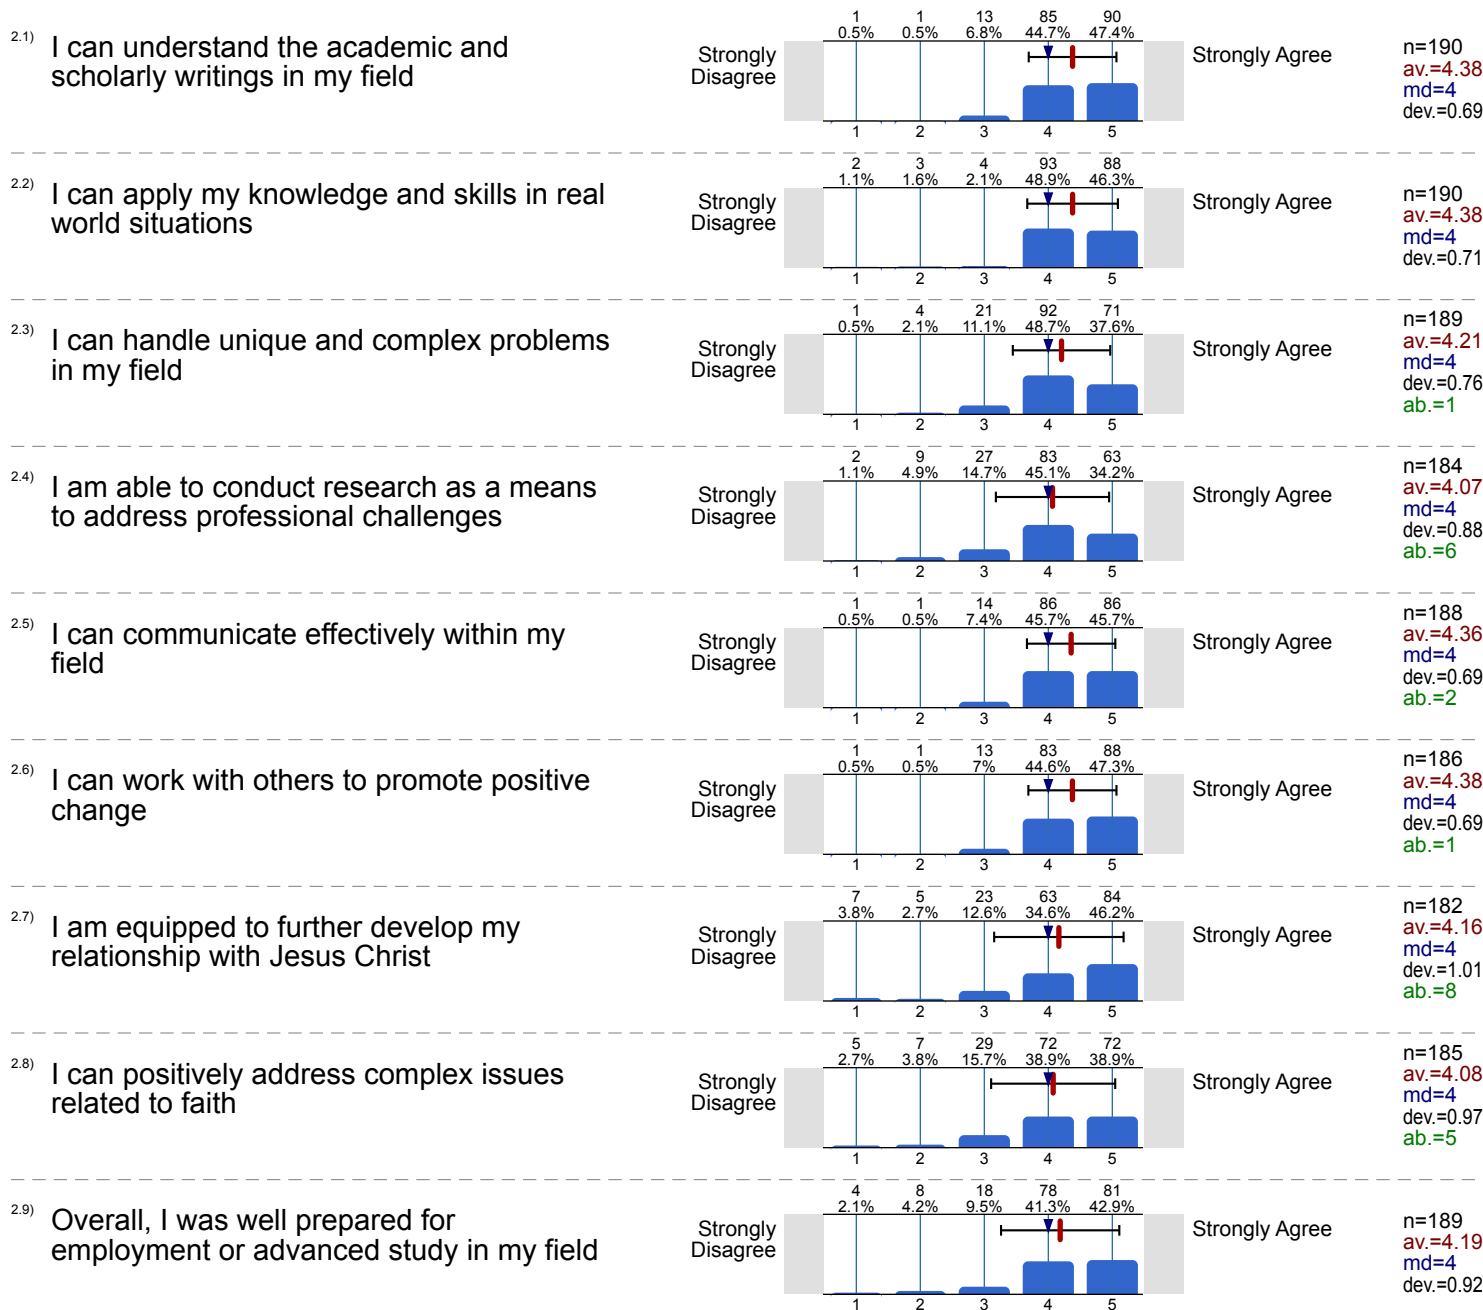 1 1 13 85 90
0.5% 0.5% 6.8% 44.7% 47.4%
2.1) I can understand the academic and
scholarly writings in my field
Strongly
Disagree
Strongly Agree
n=190
av.=4.38
md=4
dev.=0.69
1 2 3 4 5
2 3 4 93 88
1.1% 1.6% 2.1% 48.9% 46.3%
2.2) I can apply my knowledge and skills in real
world situations
Strongly
Disagree
Strongly Agree
n=190
av.=4.38
md=4
dev.=0.71
1 2 3 4 5
1 4 21 92 71
0.5% 2.1% 11.1% 48.7% 37.6%
2.3) I can handle unique and complex problems
in my field
Strongly
Disagree
Strongly Agree
n=189
av.=4.21
md=4
dev.=0.76
ab.=1
1 2 3 4 5
2 9 27 83 63
1.1% 4.9% 14.7% 45.1% 34.2%
2.4) I am able to conduct research as a means
to address professional challenges
Strongly
Disagree
Strongly Agree
n=184
av.=4.07
md=4
dev.=0.88
ab.=6
1 2 3 4 5
1 1 14 86 86
0.5% 0.5% 7.4% 45.7% 45.7%
2.5) I can communicate effectively within my
field
Strongly
Disagree
Strongly Agree
n=188
av.=4.36
md=4
dev.=0.69
ab.=2
1 2 3 4 5
1 1 13 83 88
0.5% 0.5% 7% 44.6% 47.3%
2.6) I can work with others to promote positive
change
Strongly
Disagree
Strongly Agree
n=186
av.=4.38
md=4
dev.=0.69
ab.=1
1 2 3 4 5
7 5 23 63 84
3.8% 2.7% 12.6% 34.6% 46.2%
2.7) I am equipped to further develop my
relationship with Jesus Christ
Strongly
Disagree
Strongly Agree
n=182
av.=4.16
md=4
dev.=1.01
ab.=8
1 2 3 4 5
5 7 29 72 72
2.7% 3.8% 15.7% 38.9% 38.9%
2.8) I can positively address complex issues
related to faith
Strongly
Disagree
Strongly Agree
n=185
av.=4.08
md=4
dev.=0.97
ab.=5
1 2 3 4 5
4 8 18 78 81
2.1% 4.2% 9.5% 41.3% 42.9%
2.9) Overall, I was well prepared for
employment or advanced study in my field
Strongly
Disagree
Strongly Agree
n=189
av.=4.19
md=4
dev.=0.92
1 2 3 4 5